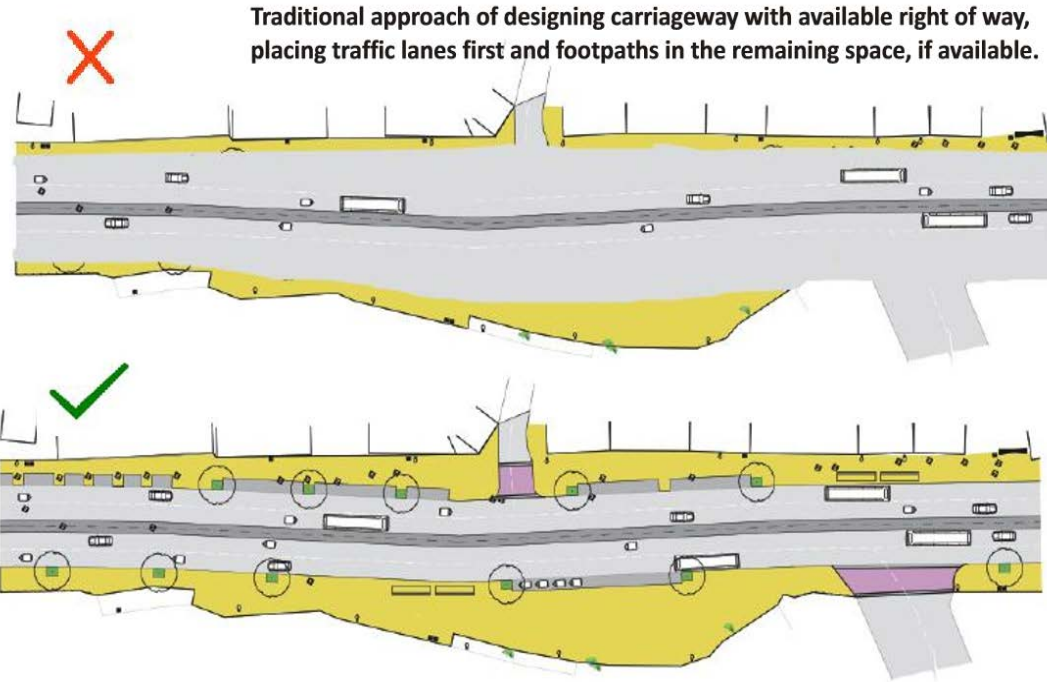 Traditional approach of designing carriageway with available right of way,
placing traffic lanes first and footpaths in the remaining space, if available.